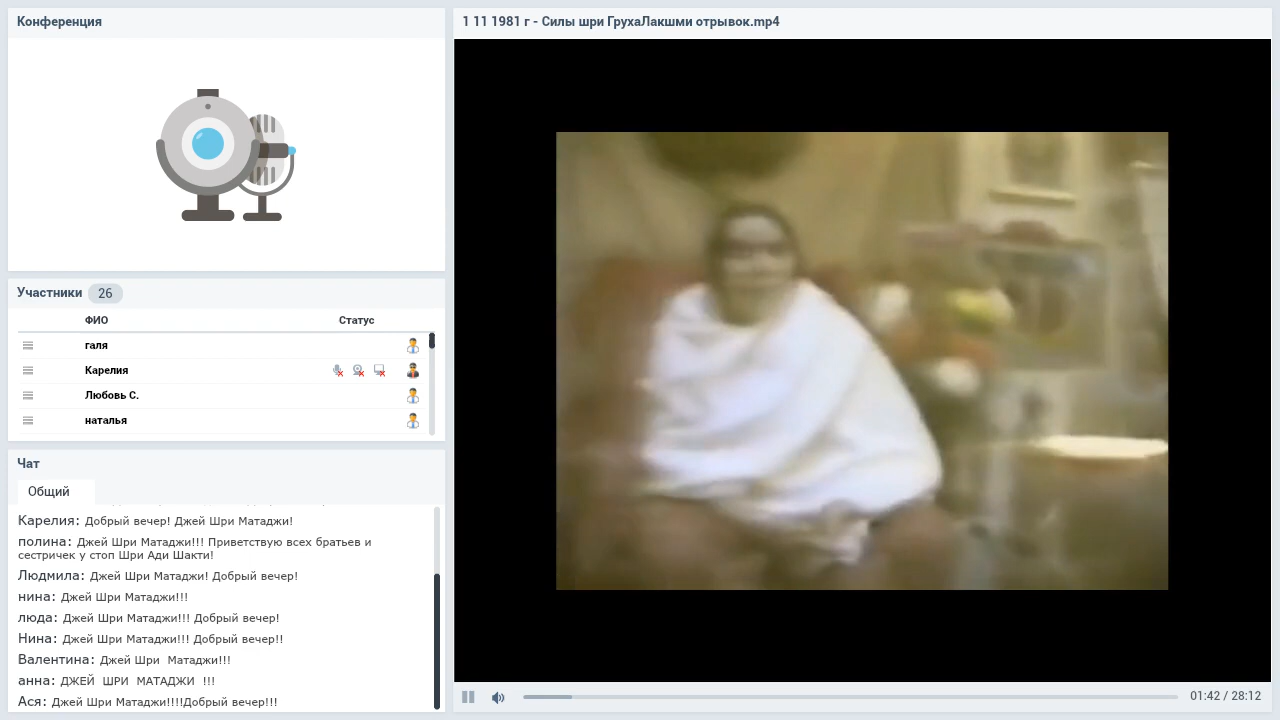 Конференция
1 11 1981 г - Силы шри ГрухаЛакшми отрывок.mp4
Участники 26
ФИО Статус
галя
Карелия
Любовь С.
наталья
Чат
Общий
Карелия: Добрый вечер! Джей Шри Матаджи!
полина: Джей Шри Матаджи!!! Приветствую всех братьев и
сестричек у стоп Шри Ади Шакти!
Людмила: Джей Шри Матаджи! Добрый вечер!
нина: Джей Шри Матаджи!!!
люда: Джей Шри Матаджи!!! Добрый вечер!
Нина: Джей Шри Матаджи!!! Добрый вечер!!
Валентина: Джей Шри  Матаджи!!!
анна: ДЖЕЙ  ШРИ  МАТАДЖИ  !!!
Ася: Джей Шри Матаджи!!!!Добрый вечер!!!
01:42 / 28:12